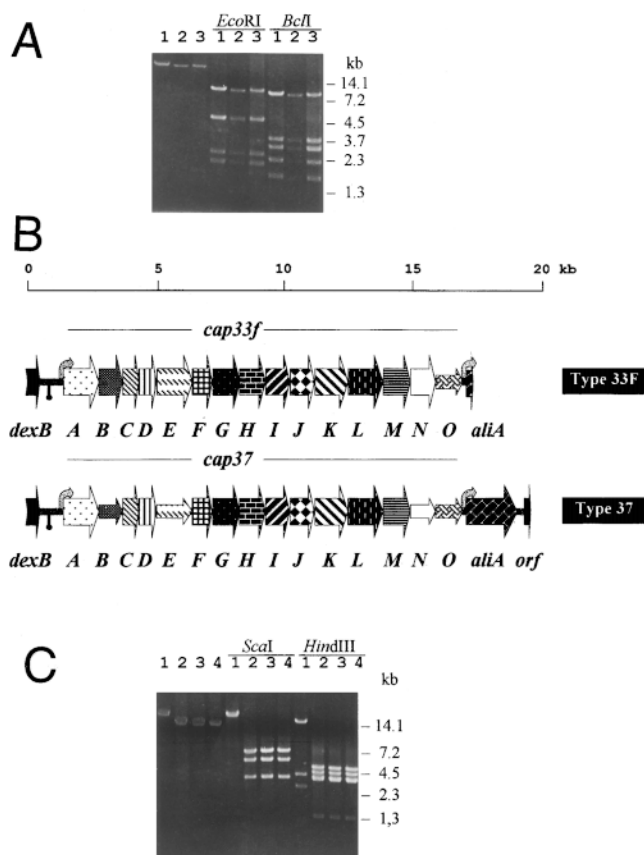 A
EcoRI BclI
1 2 3 1 2 3 1 2 3
kb
14.1
7.2
4.5
3.7
2.3
1.3
B
0 5 10 15 20 kb
cap33f
Type 33F
dexB A B C D E F G H I J K L M N O aliA
cap37
Type 37
dexB A B C D E F G H I J K L M N O aliA orf
C
ScaI HindIII
1 2 3 4 1 2 3 4 1 2 3 4
kb
14.1
7.2
4.5
2.3
1,3